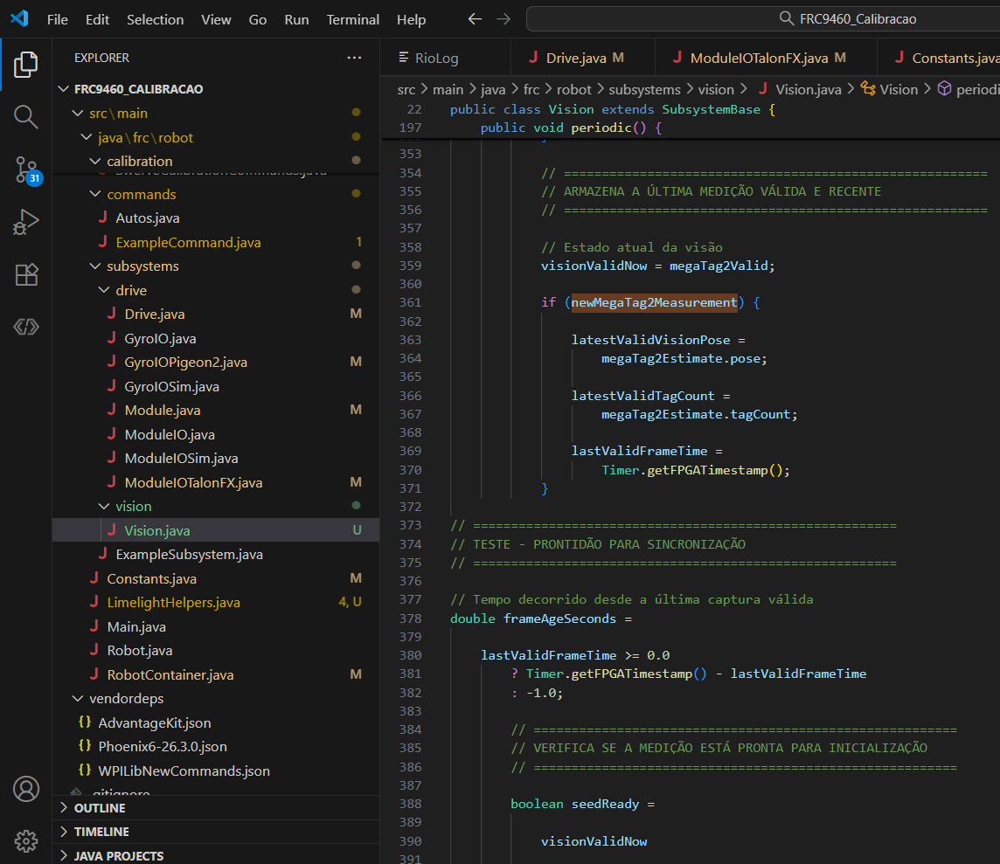 File Edit Selection View Go Run Terminal Help FRC9460_Calibracao
EXPLORER
FRC9460_CALIBRACAO
src\main
java\frc\robot
calibration
SwerveCalibrationCommands.java
commands
Autos.java
ExampleCommand.java 1
subsystems
drive
Drive.java M
GyroIO.java
GyroIOPigeon2.java M
GyroIOSim.java
Module.java M
ModuleIO.java
ModuleIOSim.java
ModuleIOTalonFX.java M
vision
Vision.java U
ExampleSubsystem.java
Constants.java M
LimelightHelpers.java 4, U
Main.java
Robot.java
RobotContainer.java M
vendordeps
{} AdvantageKit.json
{} Phoenix6-26.3.0.json
{} WPILibNewCommands.json
.gitignore
OUTLINE
TIMELINE
JAVA PROJECTS
31
RioLog Drive.java M ModuleIOTalonFX.java M Constants.java
src > main > java > frc > robot > subsystems > vision > Vision.java > Vision > periodi
22 public class Vision extends SubsystemBase {
197 public void periodic() {
353
354 // ========================================================
355 // ARMAZENA A ÚLTIMA MEDIÇÃO VÁLIDA E RECENTE
356 // ========================================================
357
358 // Estado atual da visão
359 visionValidNow = megaTag2Valid;
360
361 if (newMegaTag2Measurement) {
362
363 latestValidVisionPose =
364 megaTag2Estimate.pose;
365
366 latestValidTagCount =
367 megaTag2Estimate.tagCount;
368
369 lastValidFrameTime =
370 Timer.getFPGATimestamp();
371 }
372
373 // ========================================================
374 // TESTE - PRONTIDÃO PARA SINCRONIZAÇÃO
375 // ========================================================
376
377 // Tempo decorrido desde a última captura válida
378 double frameAgeSeconds =
379
380 lastValidFrameTime >= 0.0
381 ? Timer.getFPGATimestamp() - lastValidFrameTime
382 : -1.0;
383
384 // ========================================================
385 // VERIFICA SE A MEDIÇÃO ESTÁ PRONTA PARA INICIALIZAÇÃO
386 // ========================================================
387
388 boolean seedReady =
389
390 visionValidNow
391